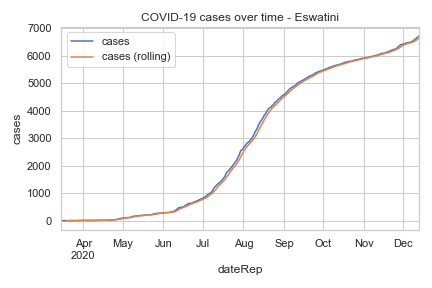 COVID-19 cases over time - Eswatini
cases
cases (rolling)
7000
6000
5000
4000
3000
2000
1000
0
cases
Apr
2020
May
Jun
Jul
Aug
Sep
Oct
Nov
Dec
dateRep